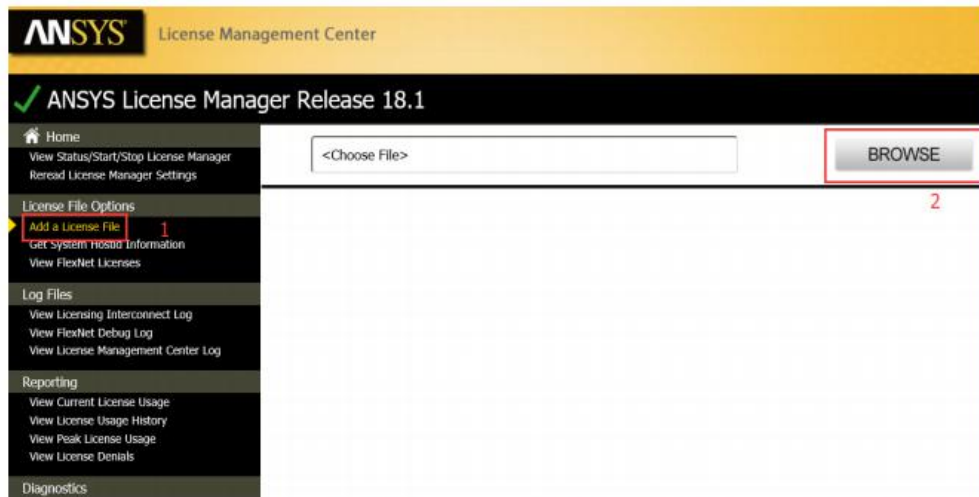 ANSYS License Management Center
ANSYS License Manager Release 18.1
Home
View Status/Start/Stop License Manager
Reread License Manager Settings
License File Options
Add a License File
1
Get System Hostid Information
View FlexNet Licenses
Log Files
View Licensing Interconnect Log
View FlexNet Debug Log
View License Management Center Log
Reporting
View Current License Usage
View License Usage History
View Peak License Usage
View License Denials
Diagnostics
<Choose File>
BROWSE
2